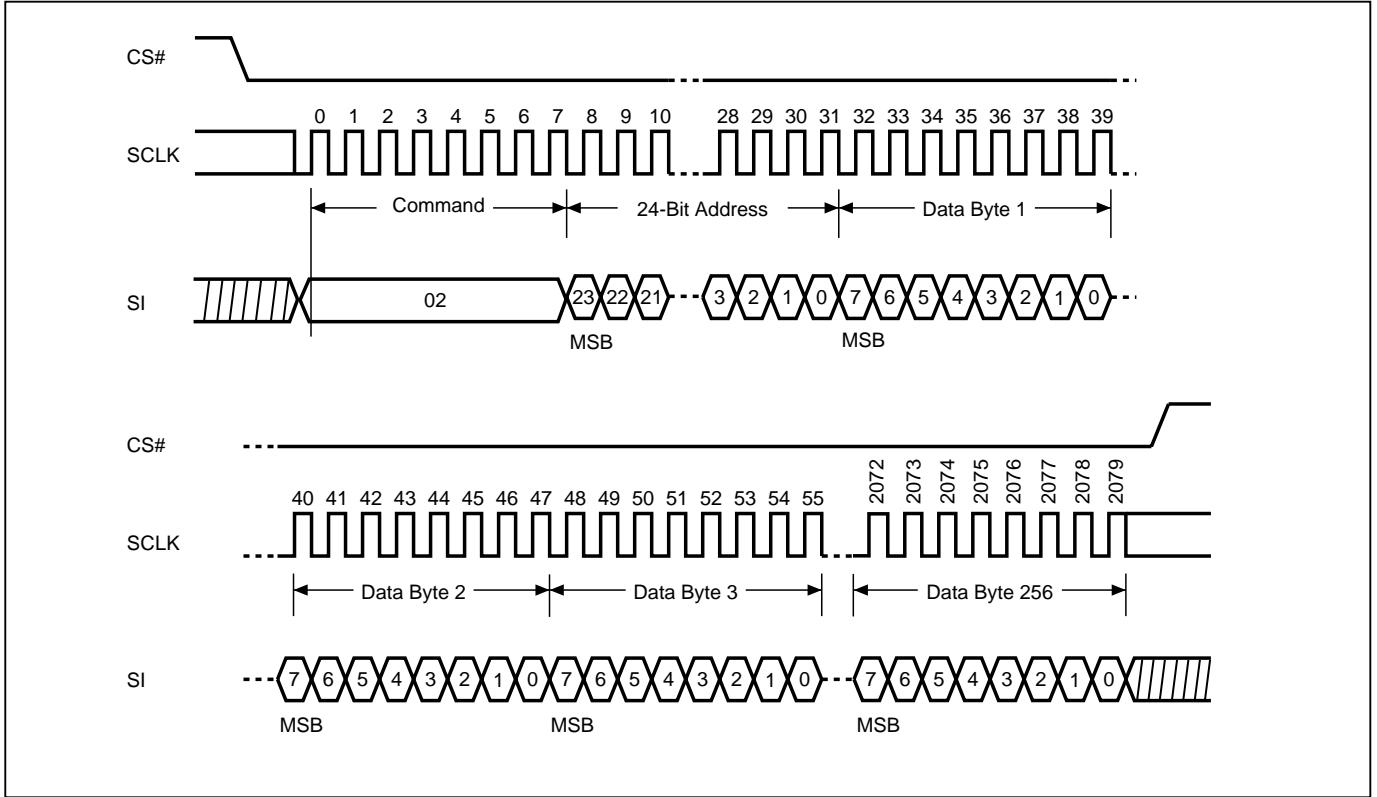 CS#
0 1 2 3 4 5 6 7 8 9 10 28 29 30 31 32 33 34 35 36 37 38 39
SCLK
Command 24-Bit Address Data Byte 1
SI 02 23 22 21 3 2 1 0 7 6 5 4 3 2 1 0
MSB MSB
CS#
40 41 42 43 44 45 46 47 48 49 50 51 52 53 54 55 2072 2073 2074 2075 2076 2077 2078 2079
SCLK
Data Byte 2 Data Byte 3 Data Byte 256
SI 7 6 5 4 3 2 1 0 7 6 5 4 3 2 1 0 7 6 5 4 3 2 1 0
MSB MSB MSB